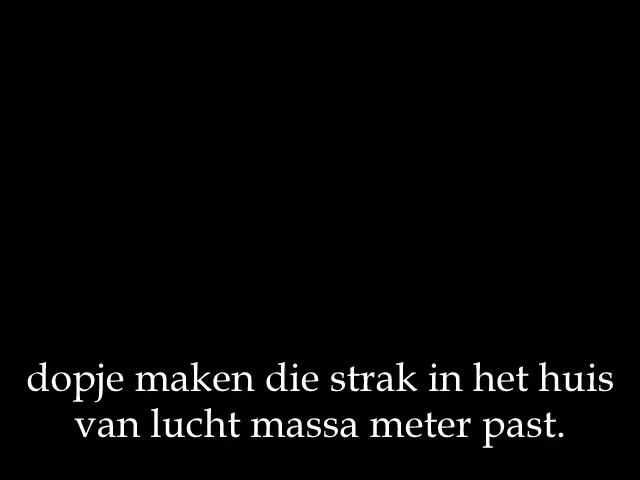 dopje maken die strak in het huis
van lucht massa meter past.